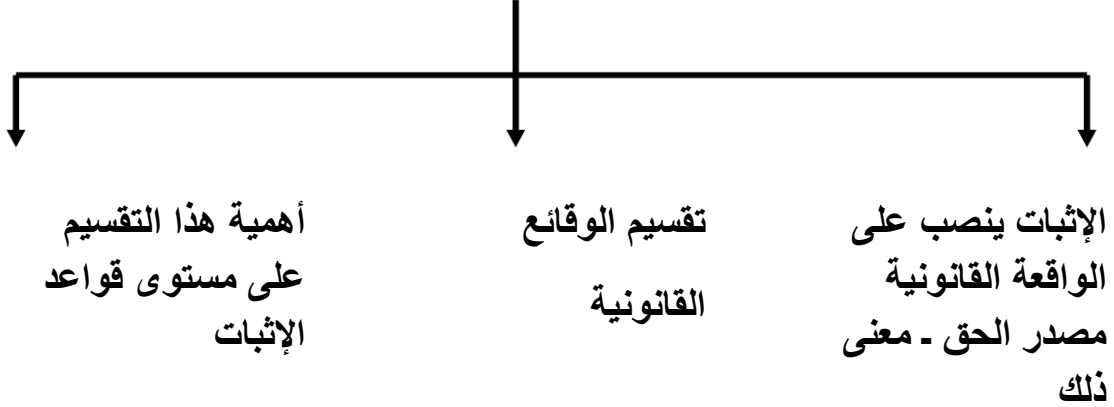 الإثبات ينصب على
الواقعة القانونية
مصدر الحق ـ معنى
ذلك
تقسيم الوقائع
القانونية
أهمية هذا التقسيم
على مستوى قواعد
الإثبات